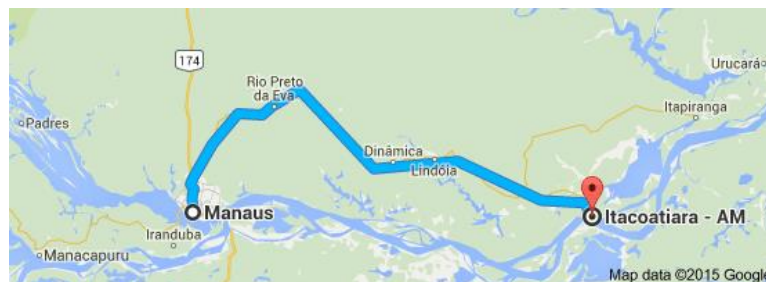 174
Urucará
Rio Preto
da Eva
Itapiranga
Padres
Dinâmica
Lindóia
Manaus
Itacoatiara - AM
Iranduba
Manacapuru
Map data ©2015 Google